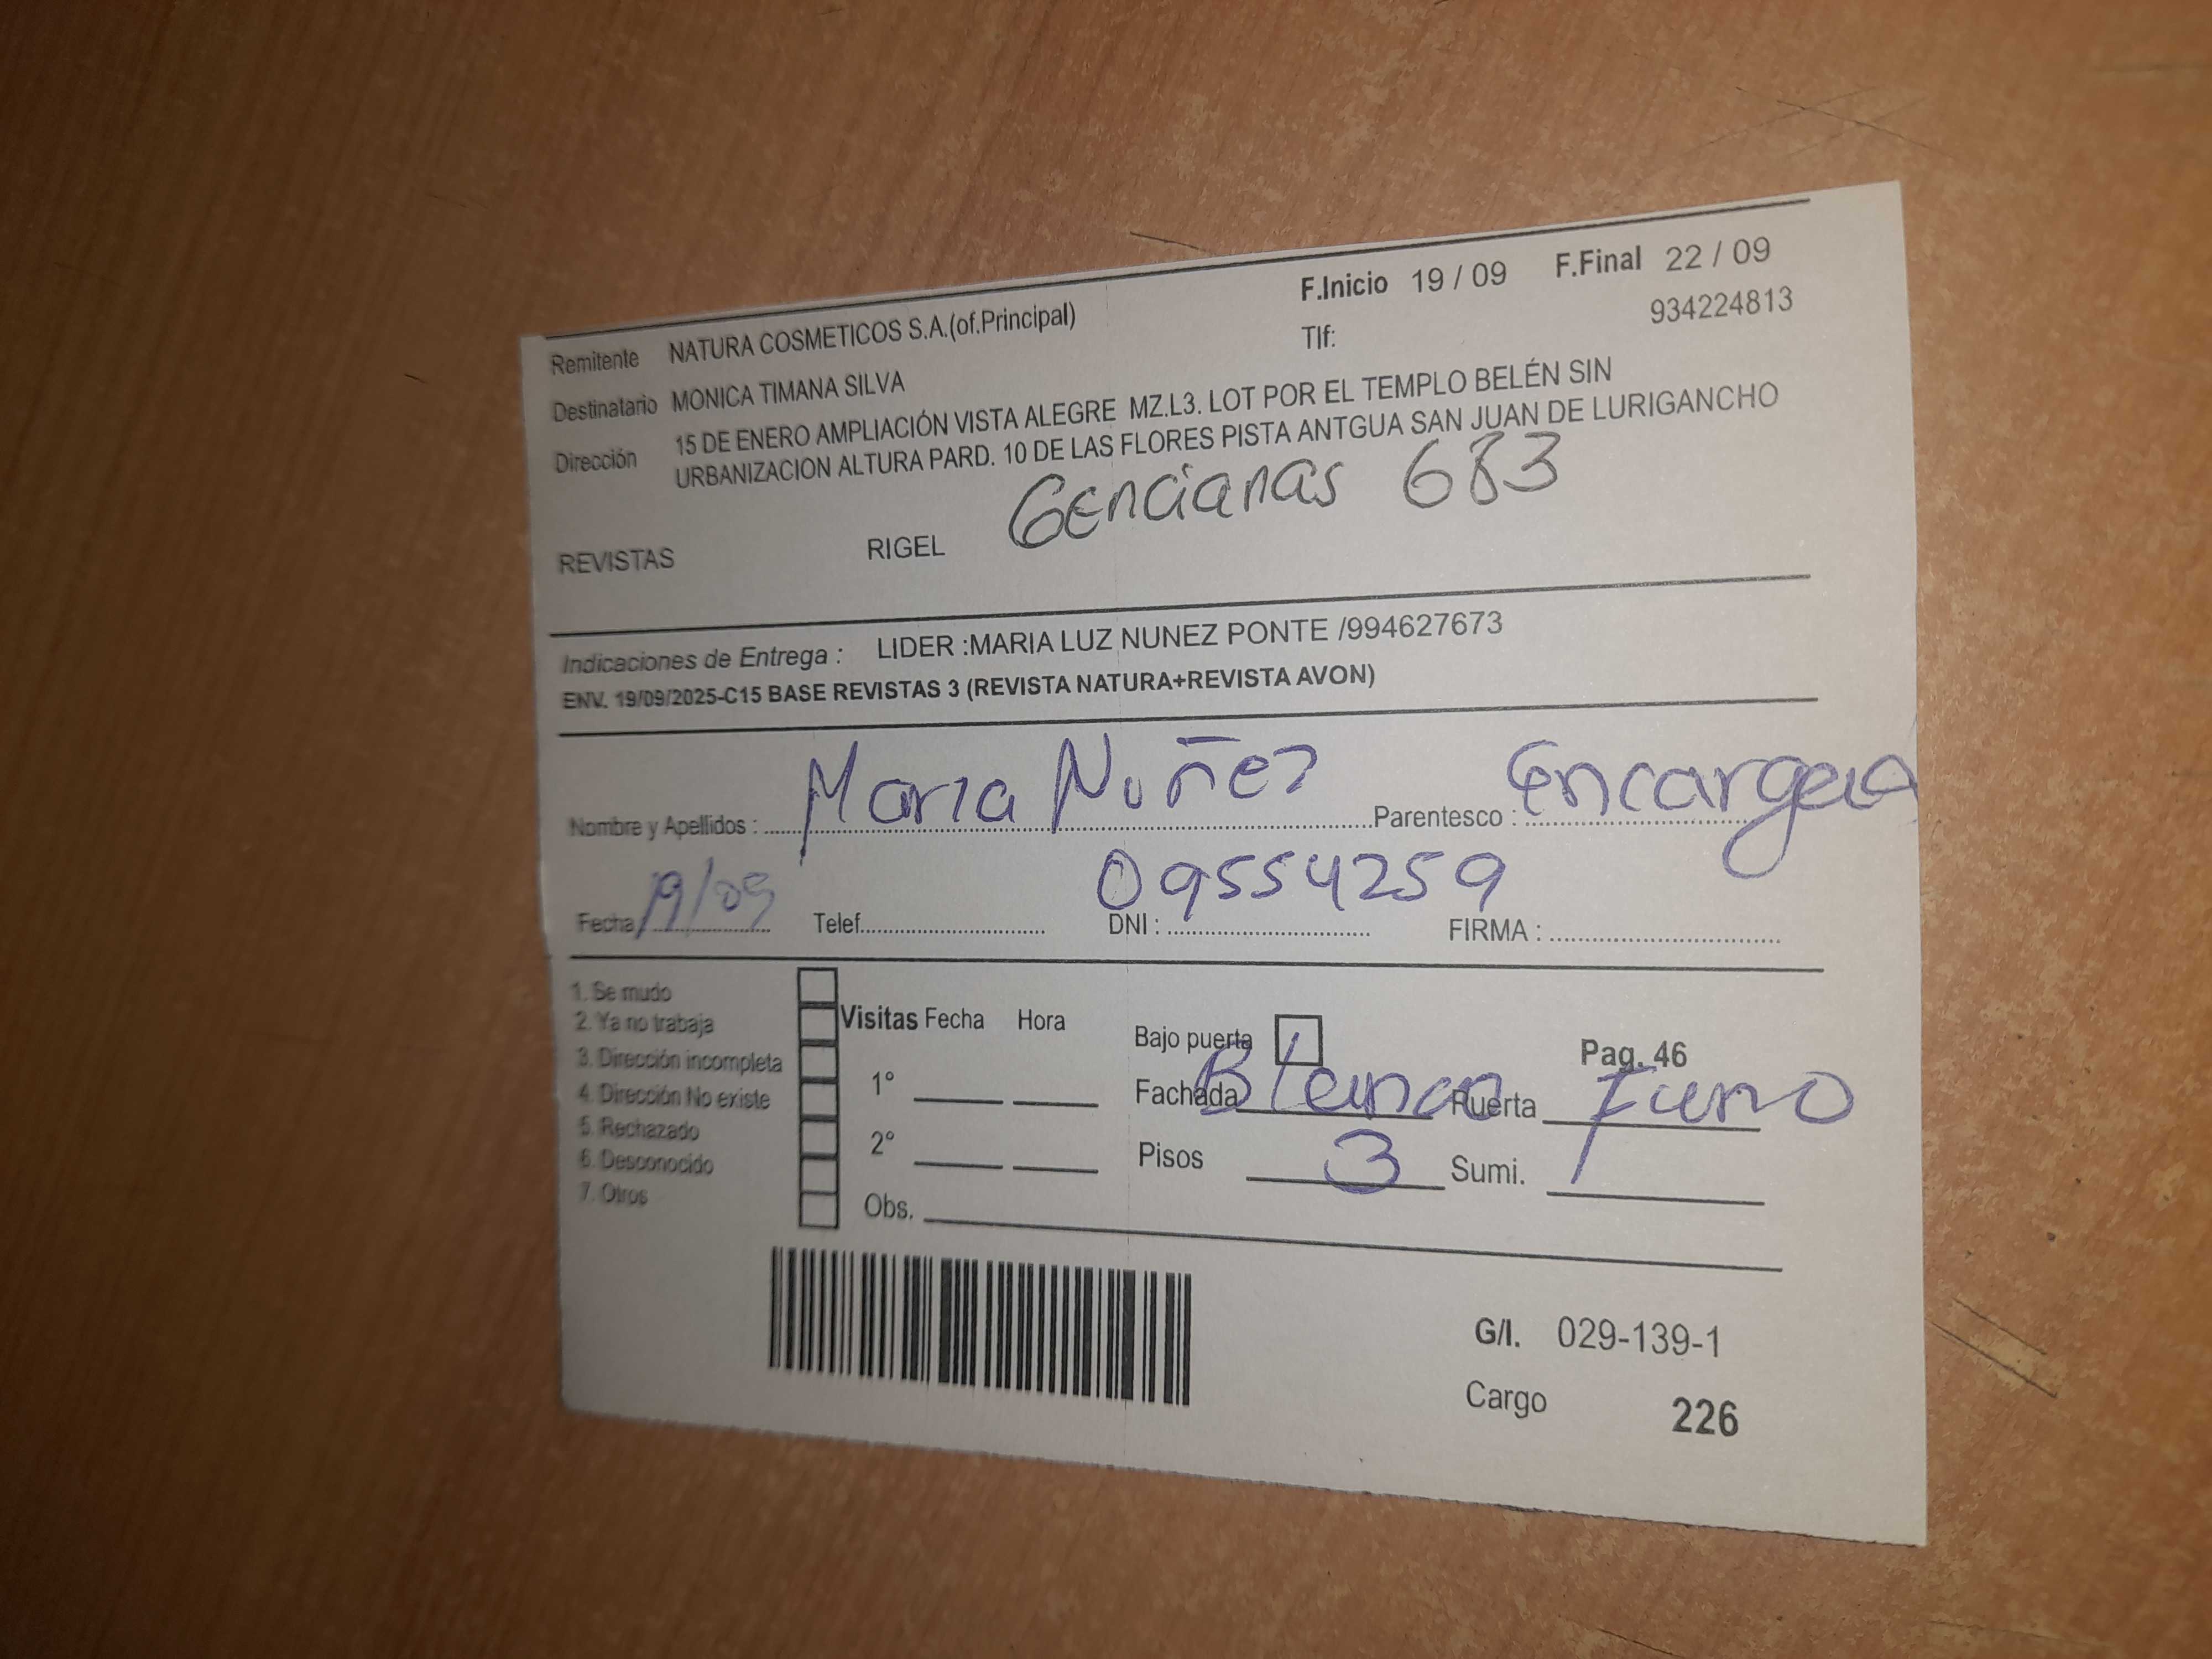 F.Inicio 19 / 09 F.Final 22 / 09
Remitente NATURA COSMETICOS S.A.(of.Principal) Tlf: 934224813
Destinatario MONICA TIMANA SILVA
Dirección 15 DE ENERO AMPLIACIÓN VISTA ALEGRE MZ.L3. LOT POR EL TEMPLO BELÉN SIN
URBANIZACION ALTURA PARD. 10 DE LAS FLORES PISTA ANTGUA SAN JUAN DE LURIGANCHO
Gencianas 683
REVISTAS RIGEL
Indicaciones de Entrega : LIDER :MARIA LUZ NUNEZ PONTE /994627673
ENV. 19/09/2025-C15 BASE REVISTAS 3 (REVISTA NATURA+REVISTA AVON)
Nombre y Apellidos : Maria Nuñez Parentesco :
Fecha 19/09 Telef. DNI : 09554259 FIRMA :
1. Se mudo
2. Ya no trabaja
3. Dirección incompleta
4. Dirección No existe
5. Rechazado
6. Desconocido
7. Otros
Visitas Fecha Hora
1°
2°
Obs.
Bajo puerta Pag. 46
Fachada Puerta
Pisos 3 Sumi.
G/I. 029-139-1
Cargo 226